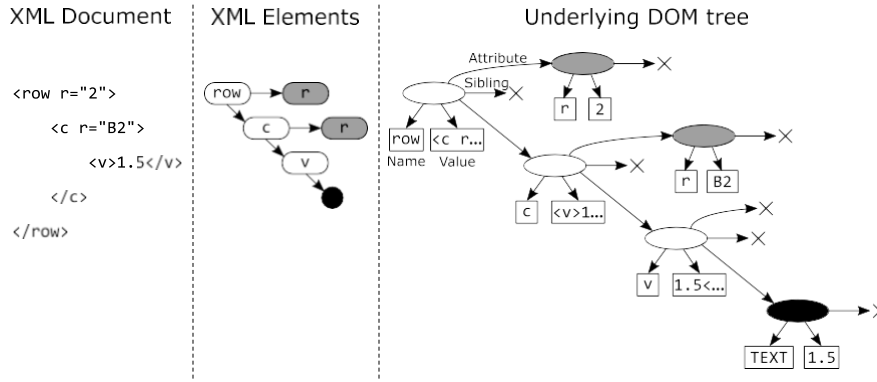 XML Document
<row r="2">
<c r="B2">
<v>1.5</v>
</c>
</row>
XML Elements
row r
c r
v
Underlying DOM tree
Attribute
Sibling
r 2
row <c r...
Name Value
r B2
c <v>1...
v 1.5<...
TEXT 1.5